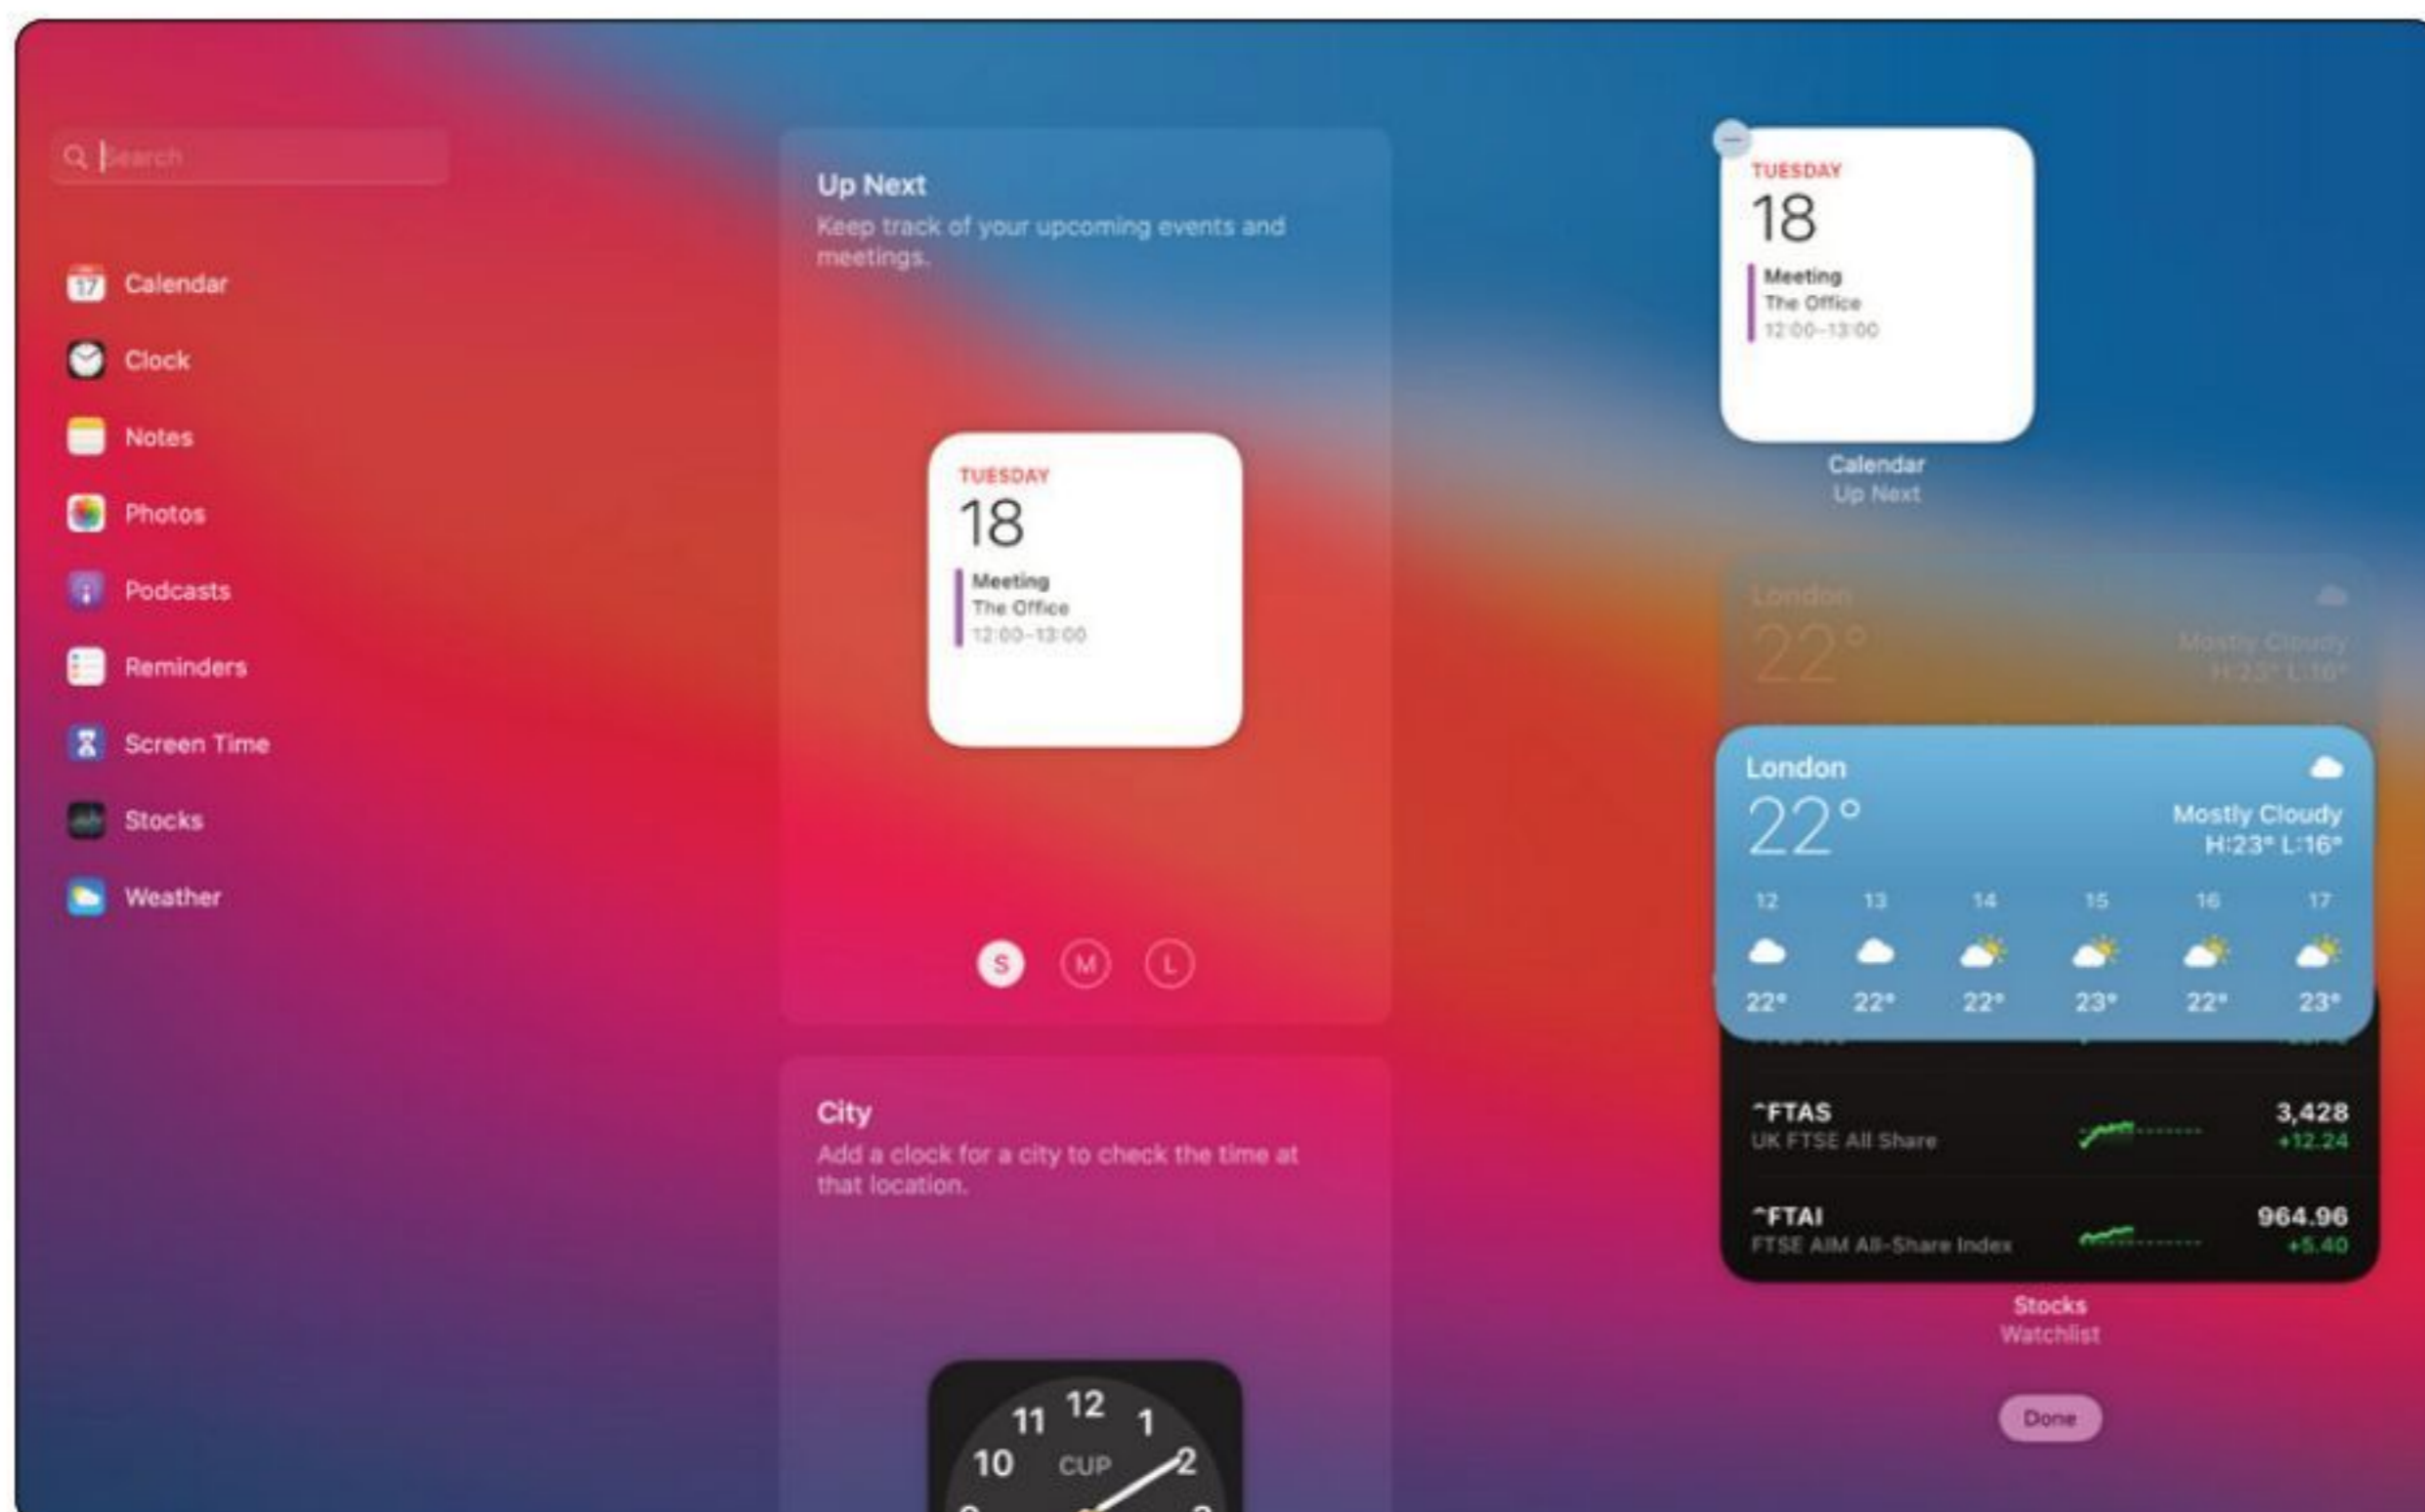 Search
17
Calendar
Clock
Notes
Photos
Podcasts
Reminders
Screen Time
Stocks
Weather
Up Next
Keep track of your upcoming events and
meetings.
TUESDAY
18
Meeting
The Office
12:00–13:00
S M L
City
Add a clock for a city to check the time at
that location.
12
11 1
10 CUP 2
TUESDAY
18
Meeting
The Office
12:00–13:00
Calendar
Up Next
London
22°
Mostly Cloudy
H:23° L:16°
London
22°
Mostly Cloudy
H:23° L:16°
12 13 14 15 16 17
22° 22° 22° 23° 22° 23°
^FTAS 3,428
UK FTSE All Share +12.24
^FTAI 964.96
FTSE AIM All-Share Index +5.40
Stocks
Watchlist
Done